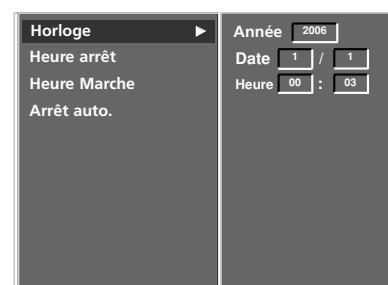 Horloge ►
Heure arrêt
Heure Marche
Arrêt auto.
Année 2006
Date 1 / 1
Heure 00 : 03